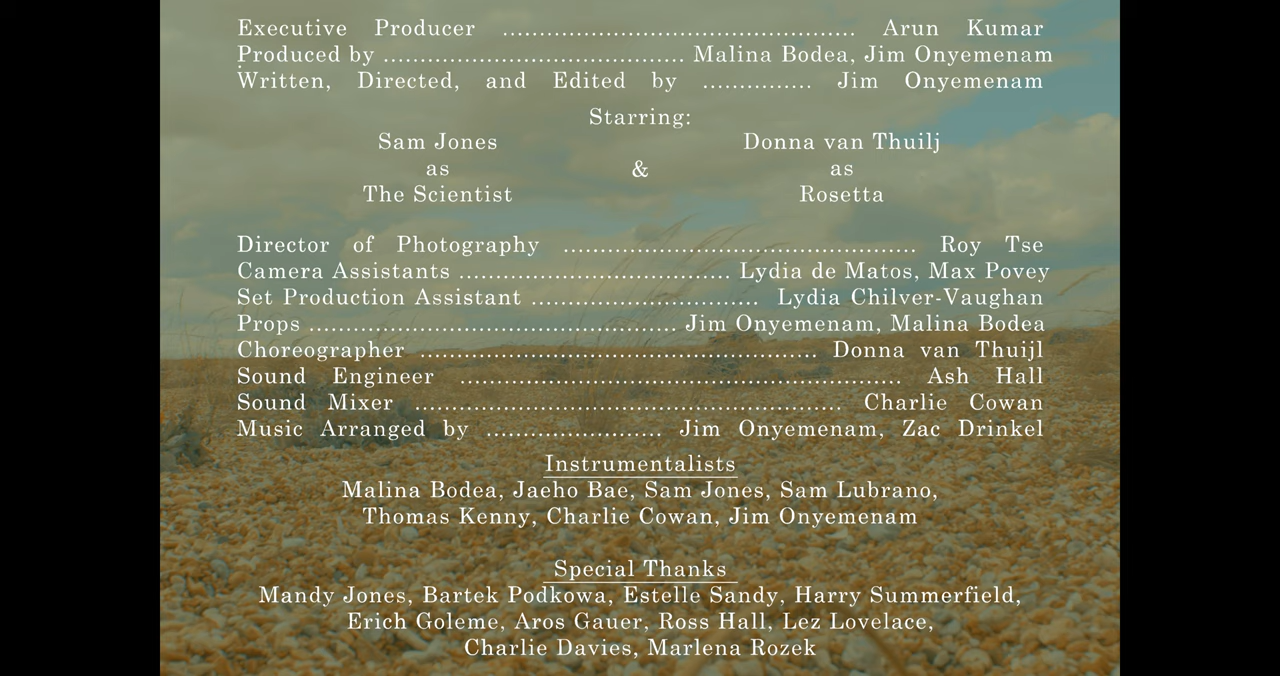 Executive Producer ................................................ Arun Kumar
Produced by ......................................... Malina Bodea, Jim Onyemenam
Written, Directed, and Edited by ............... Jim Onyemenam
Starring:
Sam Jones Donna van Thuilj
as & as
The Scientist Rosetta
Director of Photography ................................................ Roy Tse
Camera Assistants ..................................... Lydia de Matos, Max Povey
Set Production Assistant ............................... Lydia Chilver-Vaughan
Props .................................................. Jim Onyemenam, Malina Bodea
Choreographer ...................................................... Donna van Thuijl
Sound Engineer ............................................................ Ash Hall
Sound Mixer .......................................................... Charlie Cowan
Music Arranged by ........................ Jim Onyemenam, Zac Drinkel
Instrumentalists
Malina Bodea, Jaeho Bae, Sam Jones, Sam Lubrano,
Thomas Kenny, Charlie Cowan, Jim Onyemenam
Special Thanks
Mandy Jones, Bartek Podkowa, Estelle Sandy, Harry Summerfield,
Erich Goleme, Aros Gauer, Ross Hall, Lez Lovelace,
Charlie Davies, Marlena Rozek